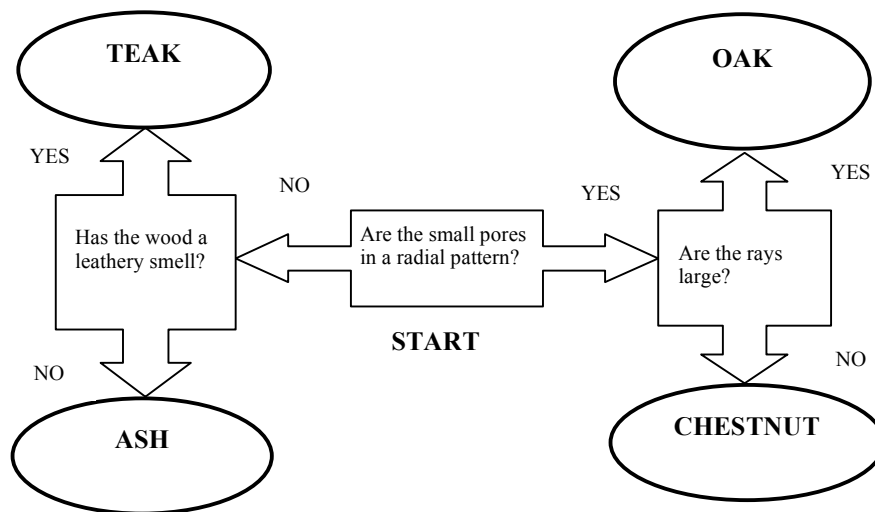 TEAK
OAK
YES
NO
YES
YES
Has the wood a
leathery smell?
Are the small pores
in a radial pattern?
Are the rays
large?
START
NO
NO
ASH
CHESTNUT